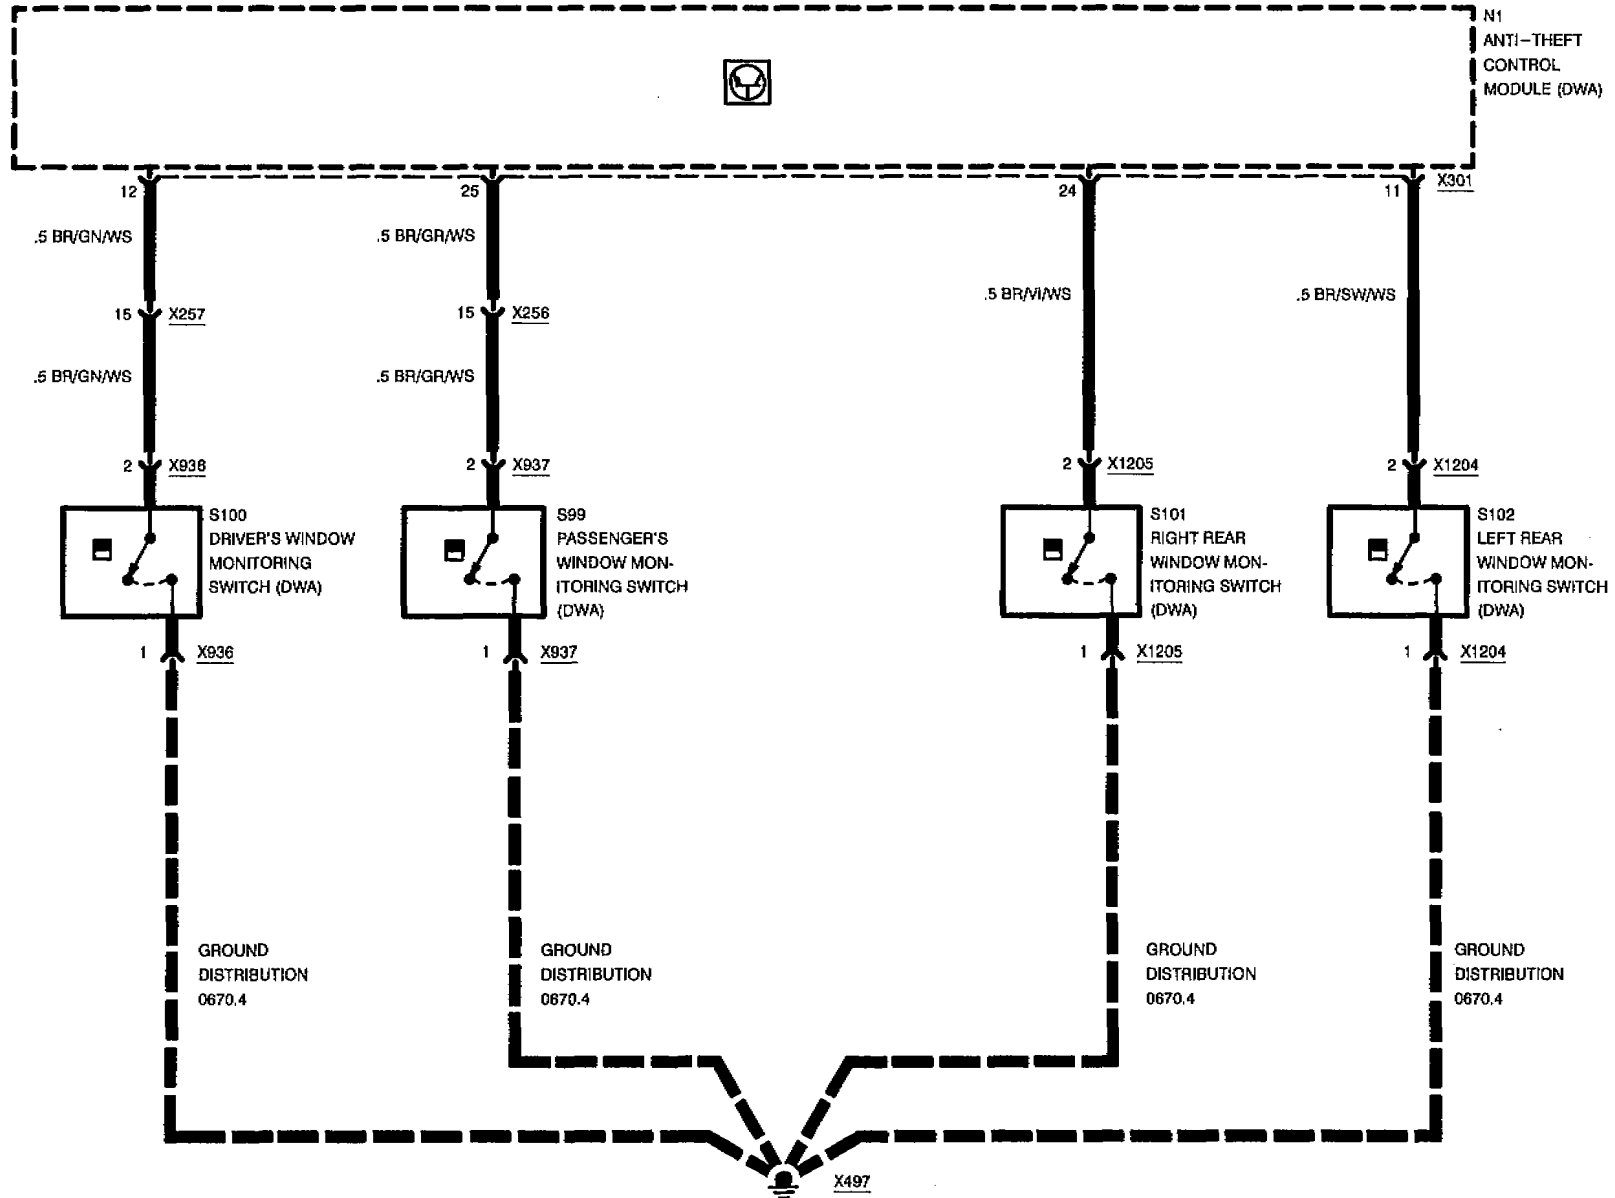 N1
ANTI-THEFT
CONTROL
MODULE (DWA)
12
25
24
11
X301
.5 BR/GN/WS
.5 BR/GR/WS
.5 BR/VI/WS
.5 BR/SW/WS
15
X257
15
X256
.5 BR/GN/WS
.5 BR/GR/WS
2
X936
2
X937
2
X1205
2
X1204
S100
DRIVER'S WINDOW
MONITORING
SWITCH (DWA)
S99
PASSENGER'S
WINDOW MON-
ITORING SWITCH
(DWA)
S101
RIGHT REAR
WINDOW MON-
ITORING SWITCH
(DWA)
S102
LEFT REAR
WINDOW MON-
ITORING SWITCH
(DWA)
1
X936
1
X937
1
X1205
1
X1204
GROUND
DISTRIBUTION
0670.4
GROUND
DISTRIBUTION
0670.4
GROUND
DISTRIBUTION
0670.4
GROUND
DISTRIBUTION
0670.4
X497